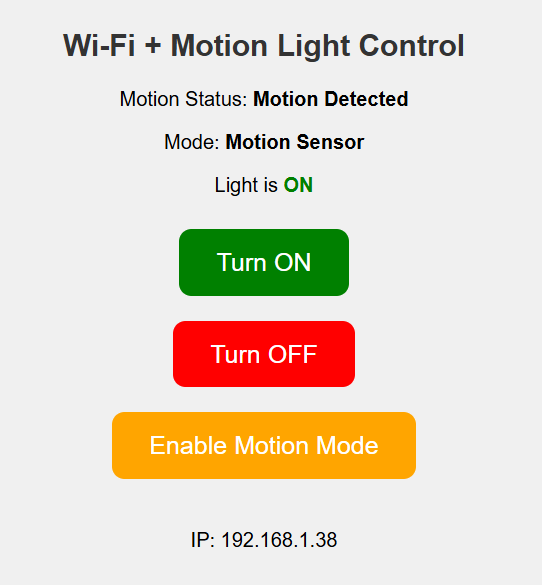 Wi-Fi + Motion Light Control
Motion Status: Motion Detected
Mode: Motion Sensor
Light is ON
Turn ON
Turn OFF
Enable Motion Mode
IP: 192.168.1.38